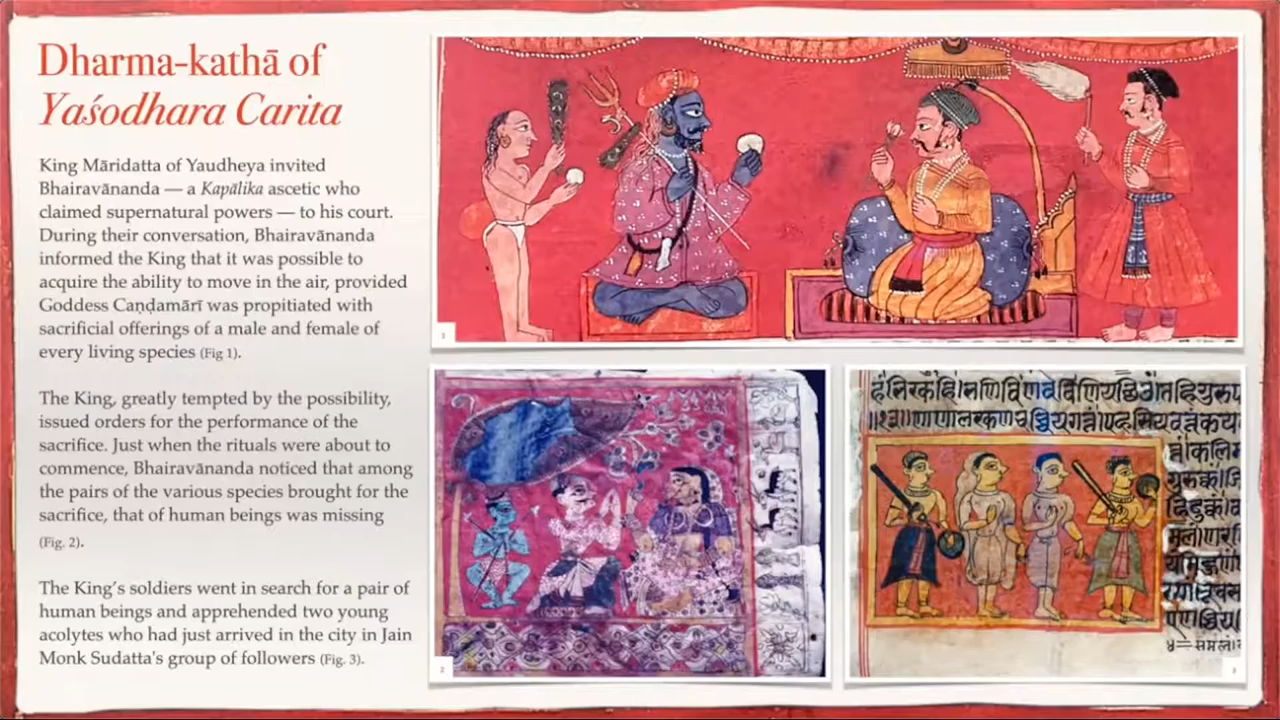 Dharma-kathā of
Yaśodhara Carita
King Māridatta of Yaudheya invited
Bhairavānanda — a Kapālika ascetic who
claimed supernatural powers — to his court.
During their conversation, Bhairavānanda
informed the King that it was possible to
acquire the ability to move in the air, provided
Goddess Caṇḍamārī was propitiated with
sacrificial offerings of a male and female of
every living species (Fig 1).
The King, greatly tempted by the possibility,
issued orders for the performance of the
sacrifice. Just when the rituals were about to
commence, Bhairavānanda noticed that among
the pairs of the various species brought for the
sacrifice, that of human beings was missing
(Fig. 2).
The King's soldiers went in search for a pair of
human beings and apprehended two young
acolytes who had just arrived in the city in Jain
Monk Sudatta's group of followers (Fig. 3).
1
2
3